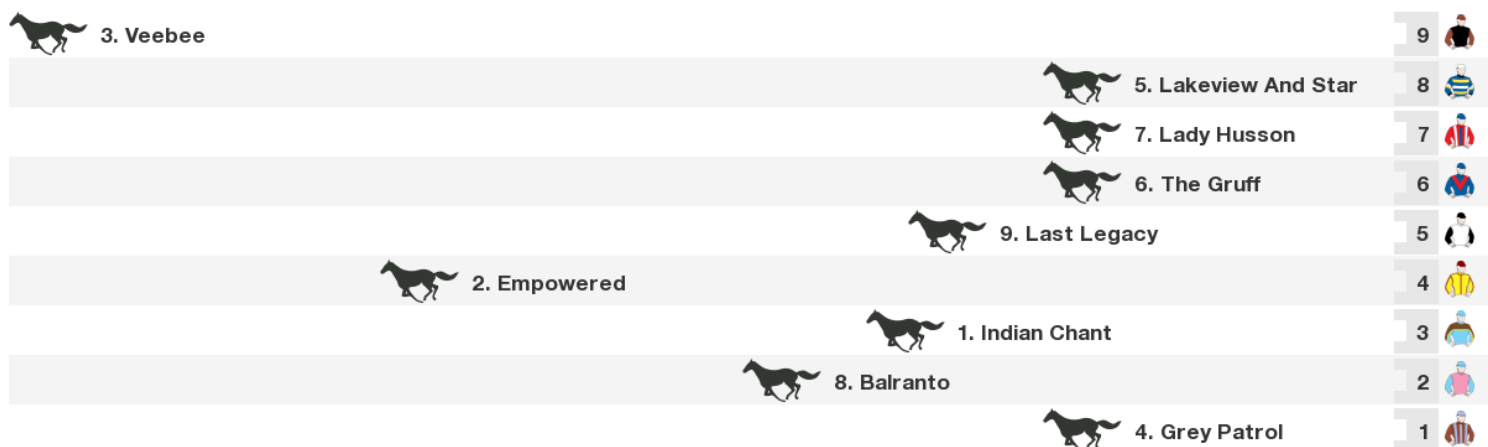 3. Veebee 9
5. Lakeview And Star 8
7. Lady Husson 7
6. The Gruff 6
9. Last Legacy 5
2. Empowered 4
1. Indian Chant 3
8. Balranto 2
4. Grey Patrol 1